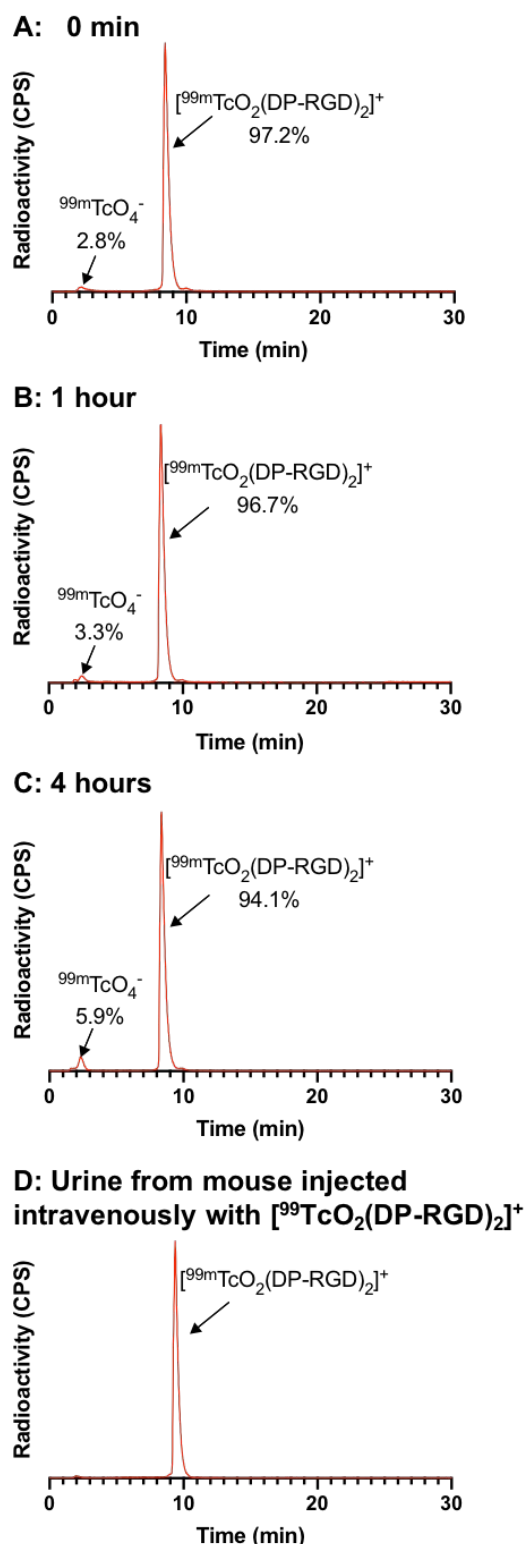 A: 0 min
Radioactivity (CPS)
[⁹⁹ᵐTcO₂(DP-RGD)₂]⁺
97.2%
⁹⁹ᵐTcO₄⁻
2.8%
0 10 20 30
Time (min)
B: 1 hour
Radioactivity (CPS)
[⁹⁹ᵐTcO₂(DP-RGD)₂]⁺
96.7%
⁹⁹ᵐTcO₄⁻
3.3%
0 10 20 30
Time (min)
C: 4 hours
Radioactivity (CPS)
[⁹⁹ᵐTcO₂(DP-RGD)₂]⁺
94.1%
⁹⁹ᵐTcO₄⁻
5.9%
0 10 20 30
Time (min)
D: Urine from mouse injected
intravenously with [⁹⁹TcO₂(DP-RGD)₂]⁺
Radioactivity (CPS)
[⁹⁹ᵐTcO₂(DP-RGD)₂]⁺
0 10 20 30
Time (min)